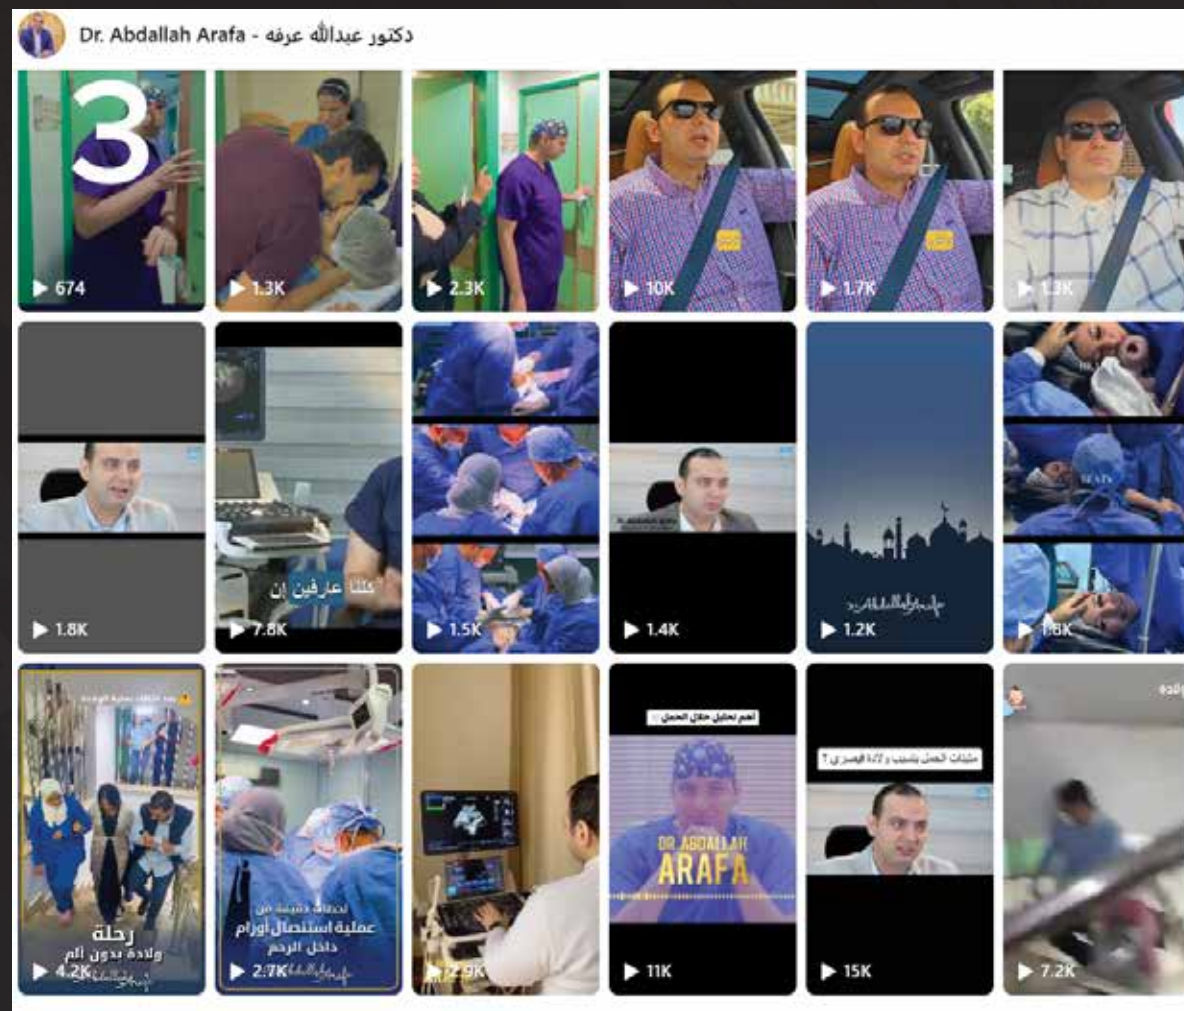 Dr. Abdallah Arafa - دكتور عبدالله عرفه
3
674
1.3K
2.3K
10K
1.7K
1.3K
كلنا عارفين إن
1.8K
7.8K
1.5K
1.4K
1.2K
1.6K
أهم تحليل خلال الحمل
مثبتات الحمل بتسبب ولادة قيصري ؟
DR. ABDALLAH
ARAFA
رحلة
ولادة بدون ألم
لحظات دقيقة من
عملية استئصال أورام
داخل الرحم
4.2K
2.7K
2.9K
11K
15K
7.2K